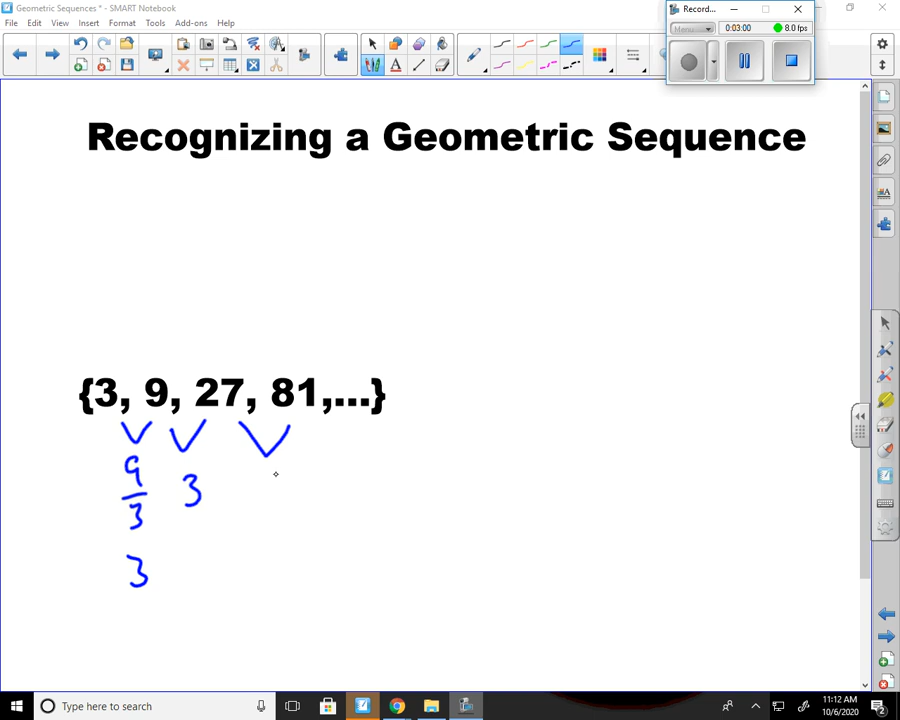 Geometric Sequences * - SMART Notebook
Record...
File Edit View Insert Format Tools Add-ons Help
Menu
0:03:00
8.0 fps
Recognizing a Geometric Sequence
{3, 9, 27, 81,...}
9
3
3
3
Type here to search
11:12 AM
10/6/2020
2